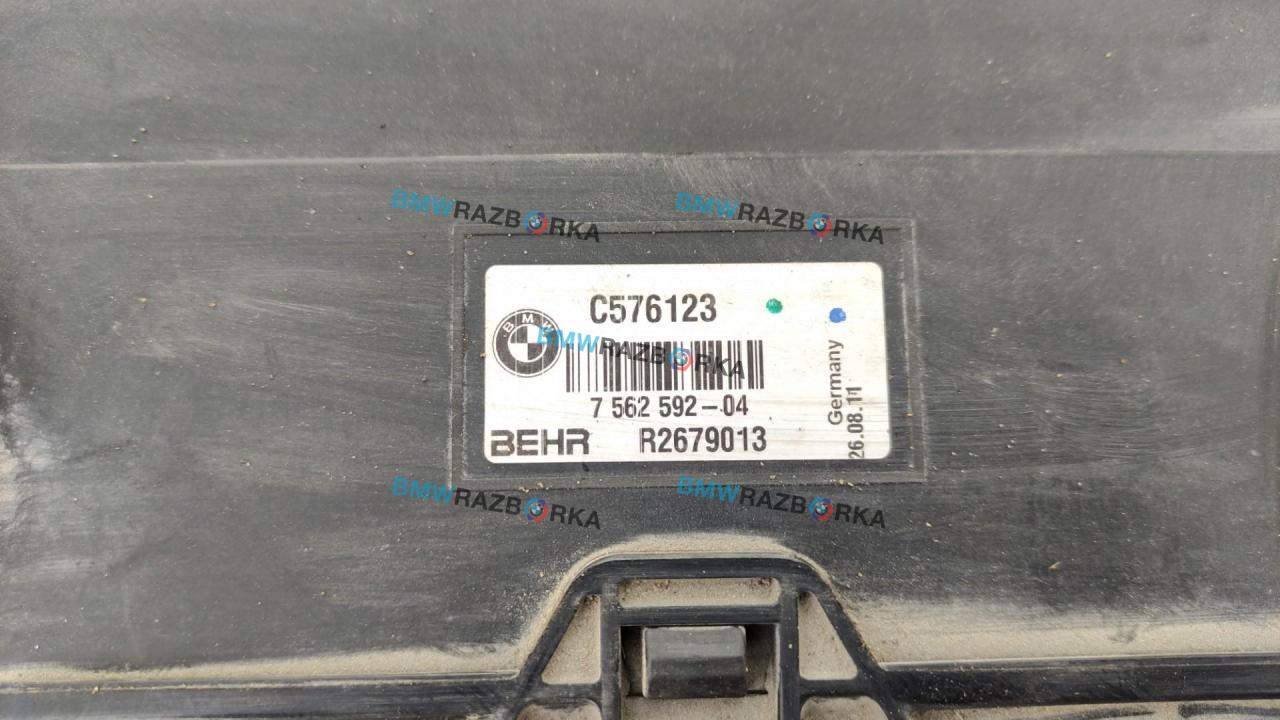 BMWRAZBORKA
BMWRAZBORKA
C576123
BMW
BMWRAZBORKA
7 562 592-04
BEHR R2679013
Germany
26.08.11
BMWRAZBORKA
BMWRAZBORKA